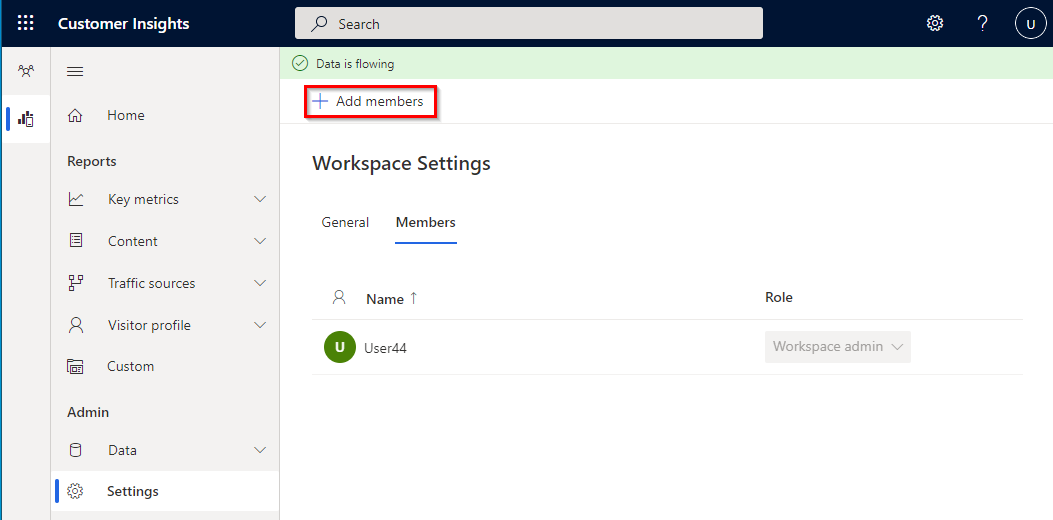 Customer Insights
Search
?
U
Data is flowing
Add members
Home
Reports
Key metrics
Content
Traffic sources
Visitor profile
Custom
Admin
Data
Settings
Workspace Settings
General Members
Name ↑ Role
U User44 Workspace admin